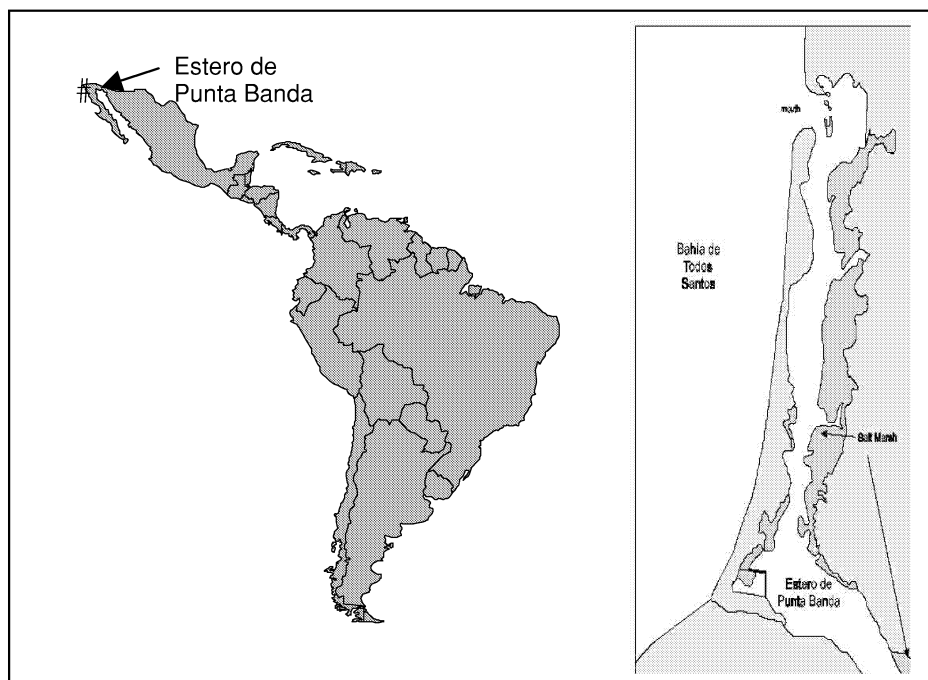 Estero de
Punta Banda
#
mouth
Bahia de
Todos
Santos
Salt Marsh
Estero de
Punta Banda